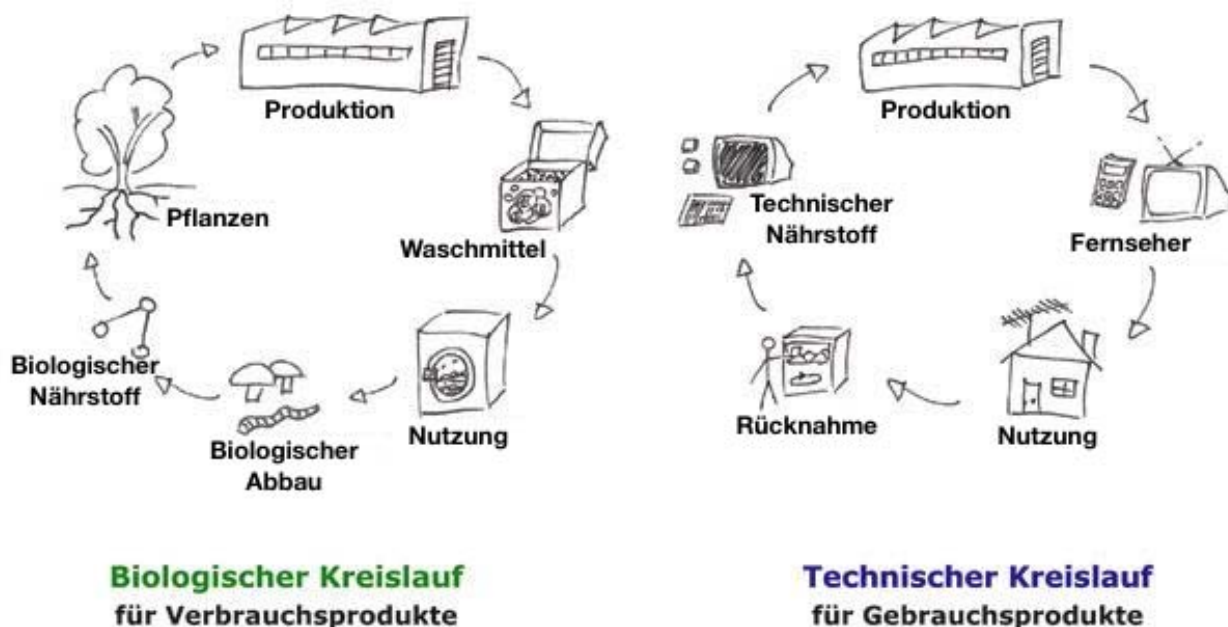 Produktion
Pflanzen
Waschmittel
Biologischer
Nährstoff
Biologischer
Abbau
Nutzung
Biologischer Kreislauf
für Verbrauchsprodukte
Produktion
Technischer
Nährstoff
Fernseher
Rücknahme
Nutzung
Technischer Kreislauf
für Gebrauchsprodukte